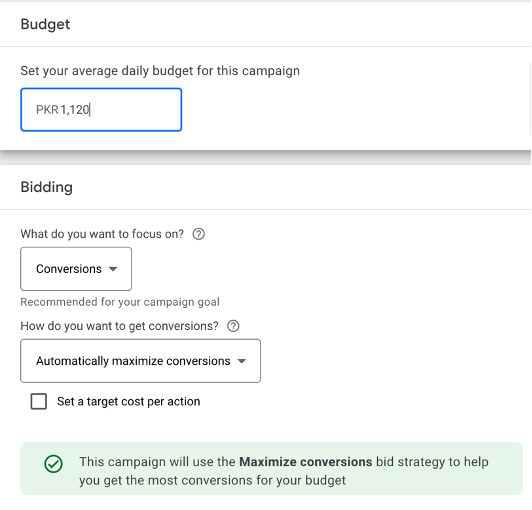 Budget
Set your average daily budget for this campaign
PKR 1,120
Bidding
What do you want to focus on?
Conversions
Recommended for your campaign goal
How do you want to get conversions?
Automatically maximize conversions
Set a target cost per action
This campaign will use the Maximize conversions bid strategy to help
you get the most conversions for your budget